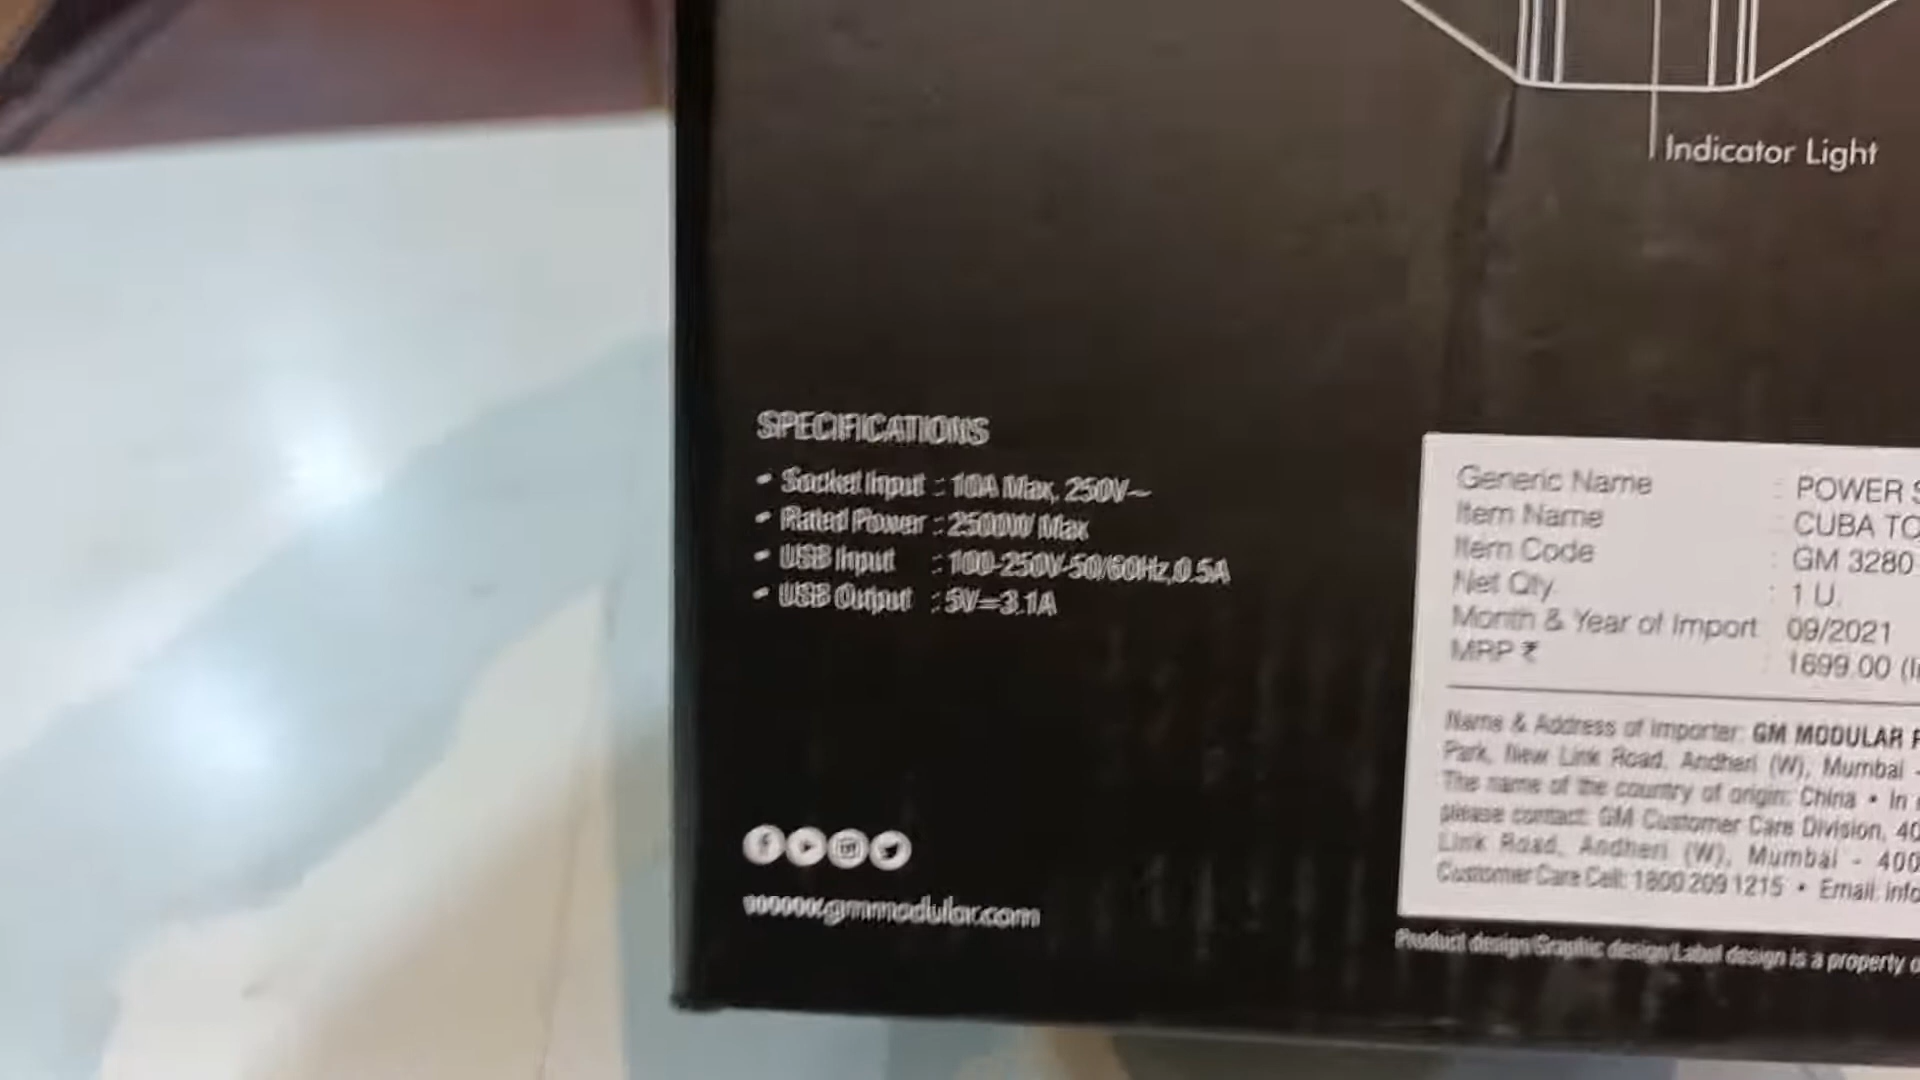 Indicator Light
SPECIFICATIONS
• Socket Input : 10A Max, 250V~
• Rated Power : 2500W Max
• USB Input : 100-250V-50/60Hz,0.5A
• USB Output : 5V=3.1A
www.gmmodular.com
Generic Name : POWER S
Item Name : CUBA TO
Item Code : GM 3280
Net Qty : 1 U.
Month & Year of Import 09/2021
MRP ₹ : 1699.00 (I
Name & Address of Importer: GM MODULAR P
Park, New Link Road, Andheri (W), Mumbai -
The name of the country of origin: China • In
please contact: GM Customer Care Division, 40
Link Road, Andheri (W), Mumbai - 400
Customer Care Cell: 1800 209 1215 • Email: info
Product design/Graphic design/Label design is a property o